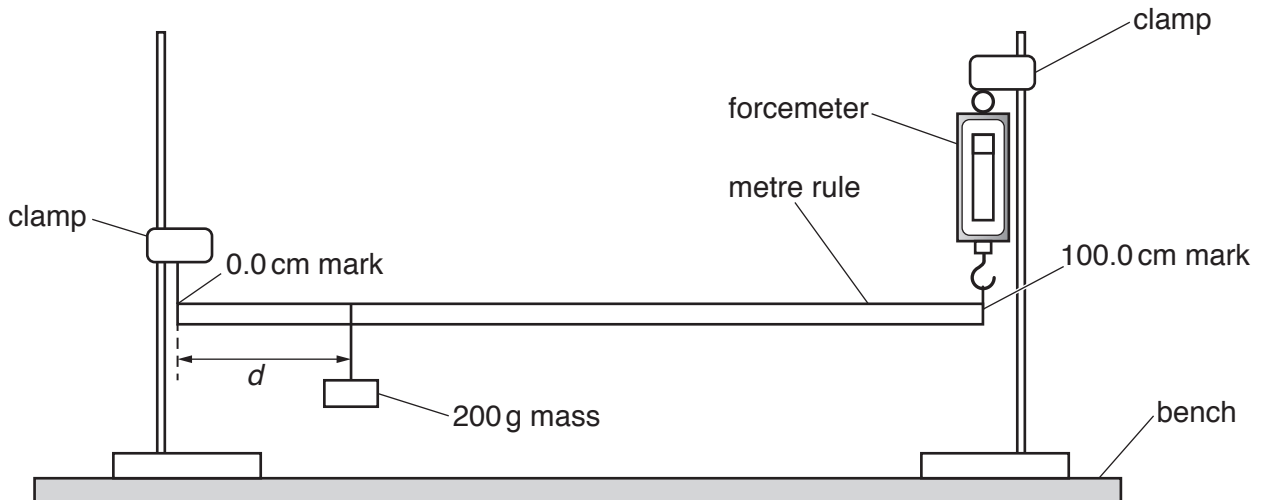 clamp
forcemeter
metre rule
clamp
0.0 cm mark
100.0 cm mark
d
200 g mass
bench